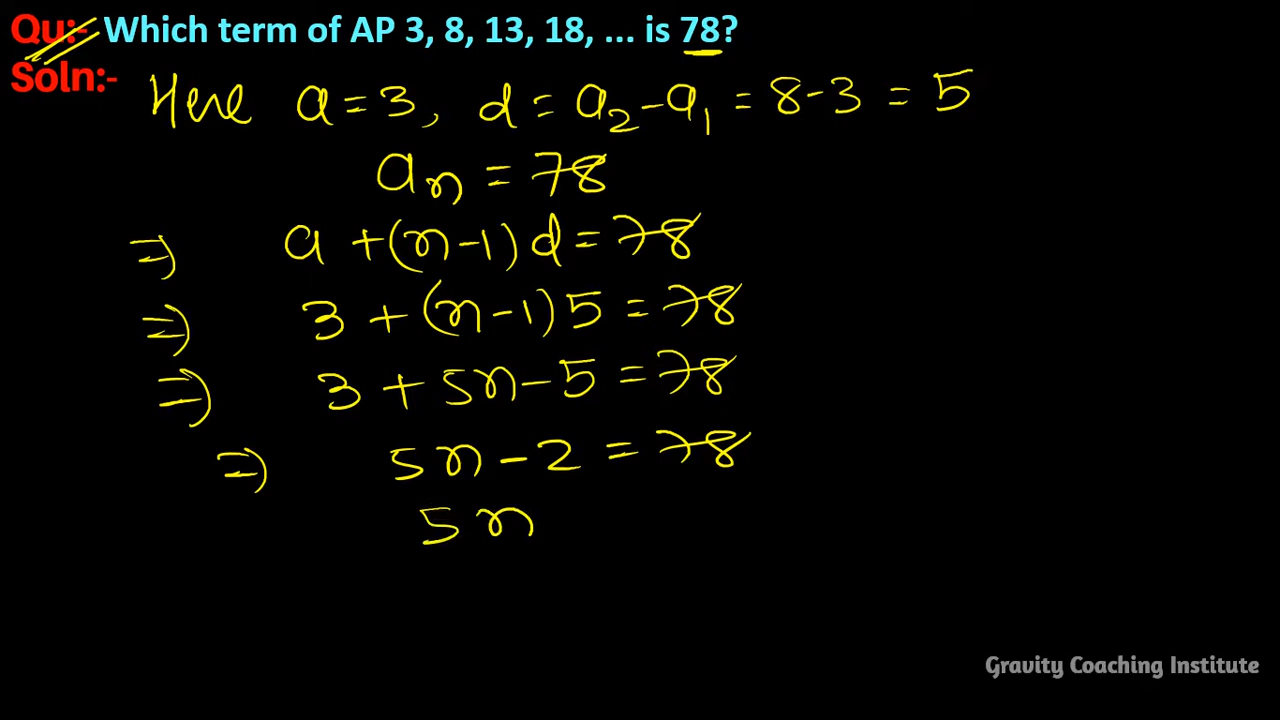 Qu:- Which term of AP 3, 8, 13, 18, ... is 78?
Soln:- Here a = 3, d = a₂ - a₁ = 8 - 3 = 5
aₙ = 78
⇒ a + (n-1) d = 78
⇒ 3 + (n-1) 5 = 78
⇒ 3 + 5n - 5 = 78
⇒ 5n - 2 = 78
5n
Gravity Coaching Institute